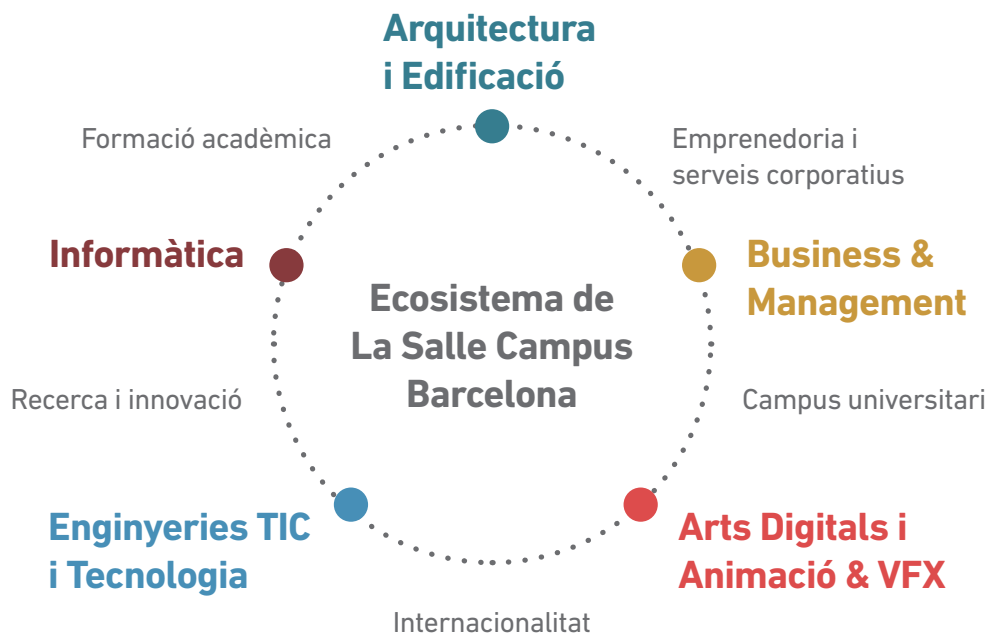 Arquitectura
i Edificació
Formació acadèmica
Emprenedoria i
serveis corporatius
Informàtica
Business &
Management
Ecosistema de
La Salle Campus
Barcelona
Recerca i innovació
Campus universitari
Enginyeries TIC
i Tecnologia
Arts Digitals i
Animació & VFX
Internacionalitat